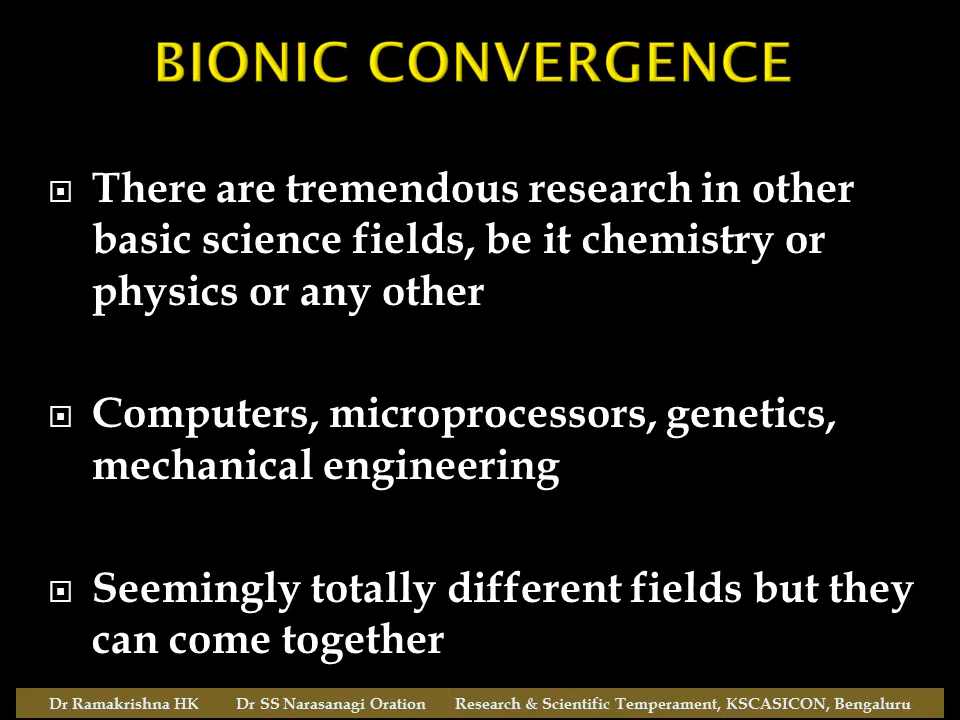 BIONIC CONVERGENCE
There are tremendous research in other
basic science fields, be it chemistry or
physics or any other
Computers, microprocessors, genetics,
mechanical engineering
Seemingly totally different fields but they
can come together
Dr Ramakrishna HK Dr SS Narasanagi Oration Research & Scientific Temperament, KSCASICON, Bengaluru